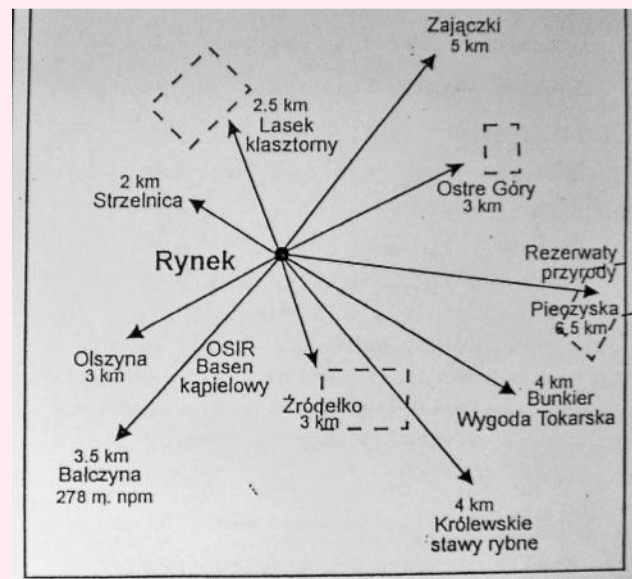 Zajączki
5 km
2.5 km
Lasek
klasztorny
2 km
Strzelnica
Ostre Góry
3 km
Rynek
Rezerwaty
przyrody
Pieczyska
6.5 km
Olszyna
3 km
OSIR
Basen
kąpielowy
Źródełko
3 km
4 km
Bunkier
Wygoda Tokarska
3.5 km
Bałczyna
278 m. npm
4 km
Królewskie
stawy rybne